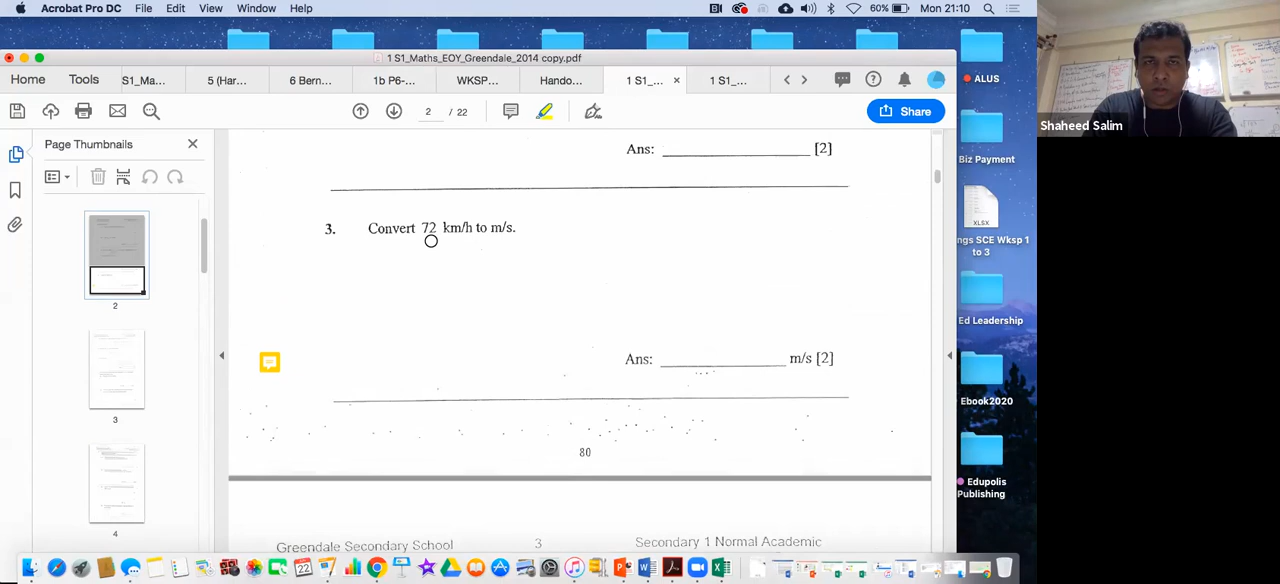 Acrobat Pro DC File Edit View Window Help 60% Mon 21:10
1 S1_Maths_EOY_Greendale_2014 copy.pdf
Home Tools S1_Ma... 5 (Har... 6 Bern... 1b P6-... WKSP... Hando... 1 S1_... × 1 S1_...
2 / 22 Share
Page Thumbnails
2
3
4
Ans: [2]
3. Convert 72 km/h to m/s.
Ans: m/s [2]
80
Greendale Secondary School 3 Secondary 1 Normal Academic
ALUS
Biz Payment
XLSX
ngs SCE Wksp 1
to 3
Ed Leadership
Ebook2020
Edupolis
Publishing
Shaheed Salim
22